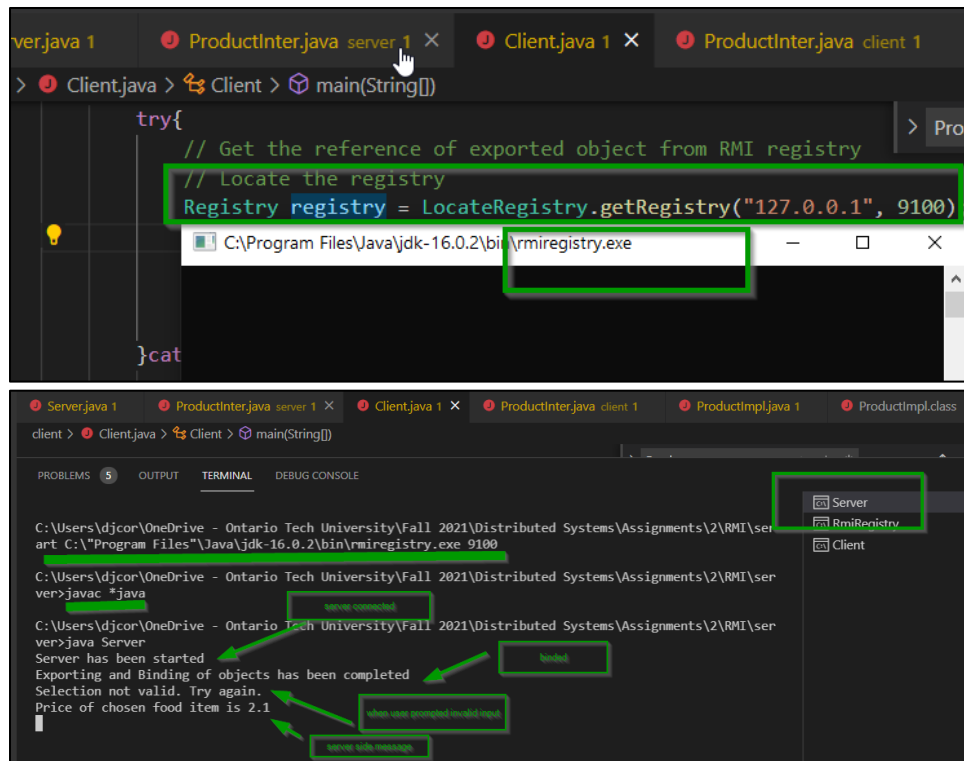 ver.java 1 ProductInter.java server 1 Client.java 1 ProductInter.java client 1
Client.java > Client > main(String[])
try{
// Get the reference of exported object from RMI registry
Pro
// Locate the registry
Registry registry = LocateRegistry.getRegistry("127.0.0.1", 9100)
C:\Program Files\Java\jdk-16.0.2\bin\rmiregistry.exe
}cat
Server.java 1 ProductInter.java server 1 Client.java 1 ProductInter.java client 1 ProductImpl.java 1 ProductImpl.class
client > Client.java > Client > main(String[])
PROBLEMS 5 OUTPUT TERMINAL DEBUG CONSOLE
Server
RmiRegistry
Client
C:\Users\djcor\OneDrive - Ontario Tech University\Fall 2021\Distributed Systems\Assignments\2\RMI\ser
art C:\"Program Files"\Java\jdk-16.0.2\bin\rmiregistry.exe 9100
C:\Users\djcor\OneDrive - Ontario Tech University\Fall 2021\Distributed Systems\Assignments\2\RMI\ser
ver>javac *java
server connected
C:\Users\djcor\OneDrive - Ontario Tech University\Fall 2021\Distributed Systems\Assignments\2\RMI\ser
ver>java Server
Server has been started
binded
Exporting and Binding of objects has been completed
Selection not valid. Try again.
Price of chosen food item is 2.1
when user prompted invalid input
server side message